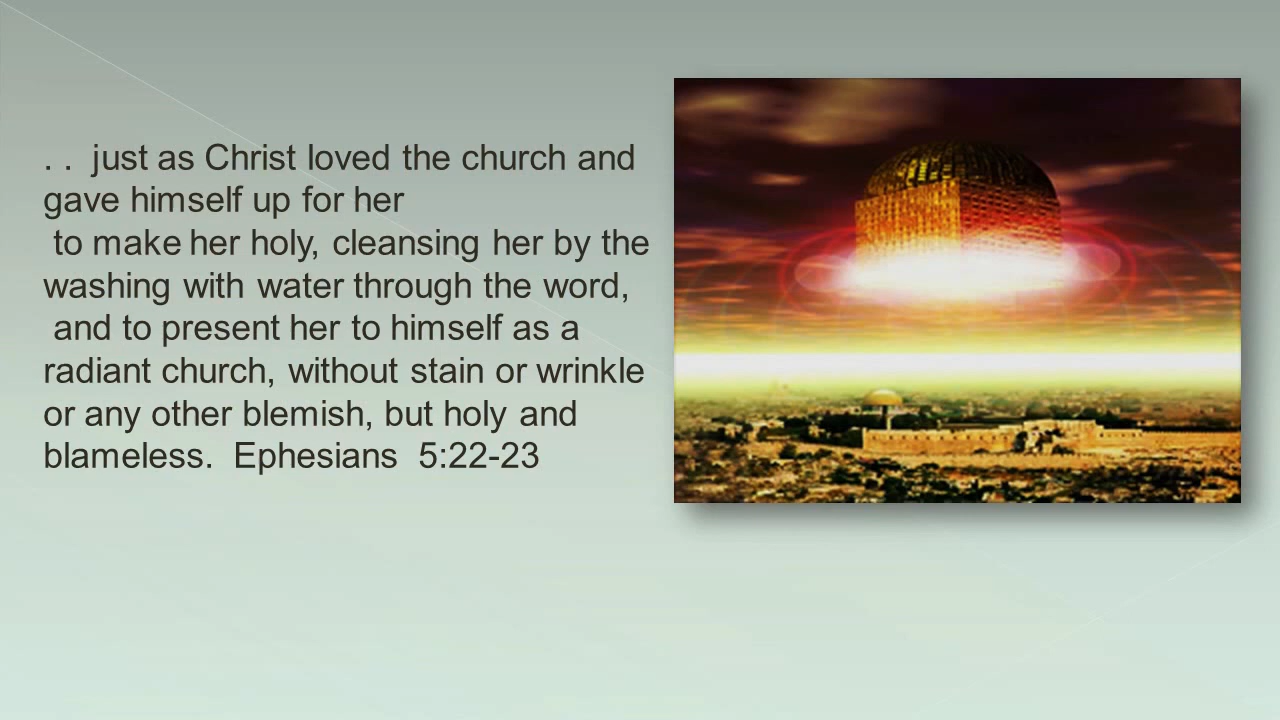 . .  just as Christ loved the church and
gave himself up for her
to make her holy, cleansing her by the
washing with water through the word,
and to present her to himself as a
radiant church, without stain or wrinkle
or any other blemish, but holy and
blameless.  Ephesians  5:22-23